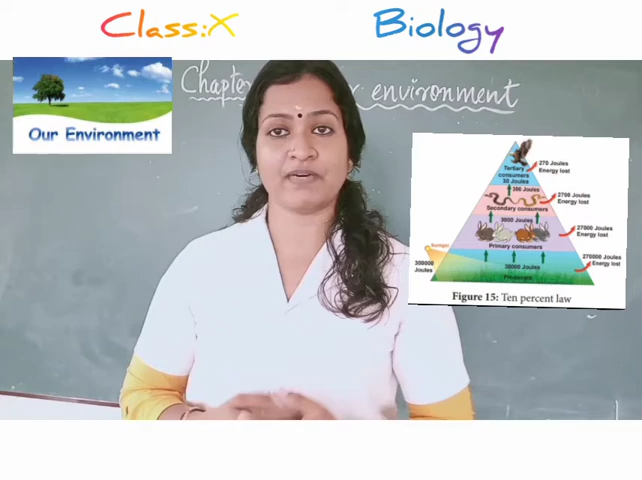 Class:X
Biology
Chapter
environment
Our Environment
Tertiary
consumers
30 Joules
270 Joules
Energy lost
300 Joules
2700 Joules
Energy lost
Secondary consumers
3000 Joules
27000 Joules
Energy lost
Primary consumers
Sunlight
300000
Joules
30000 Joules
270000 Joules
Energy lost
Producers
Figure 15: Ten percent law